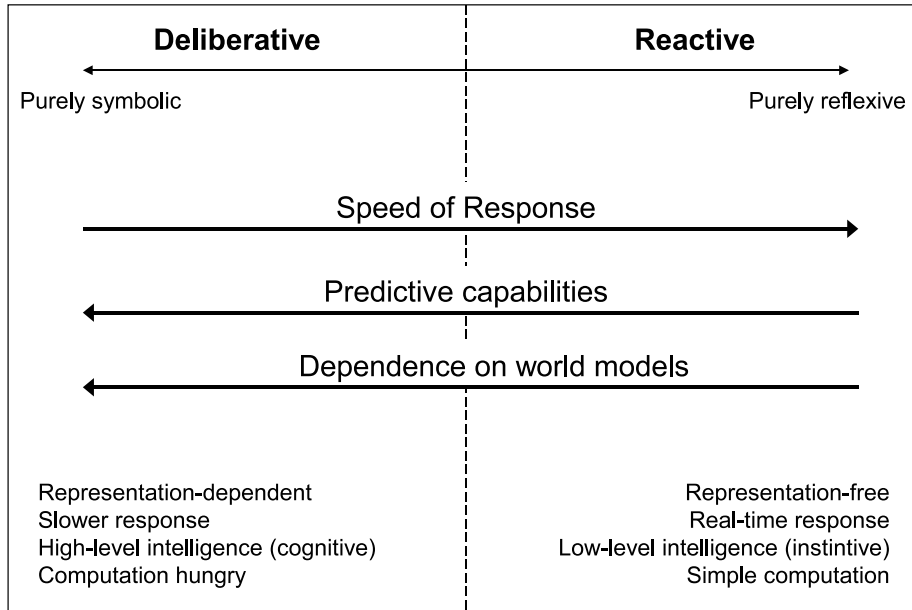 Deliberative
Reactive
Purely symbolic
Purely reflexive
Speed of Response
Predictive capabilities
Dependence on world models
Representation-dependent
Slower response
High-level intelligence (cognitive)
Computation hungry
Representation-free
Real-time response
Low-level intelligence (instintive)
Simple computation